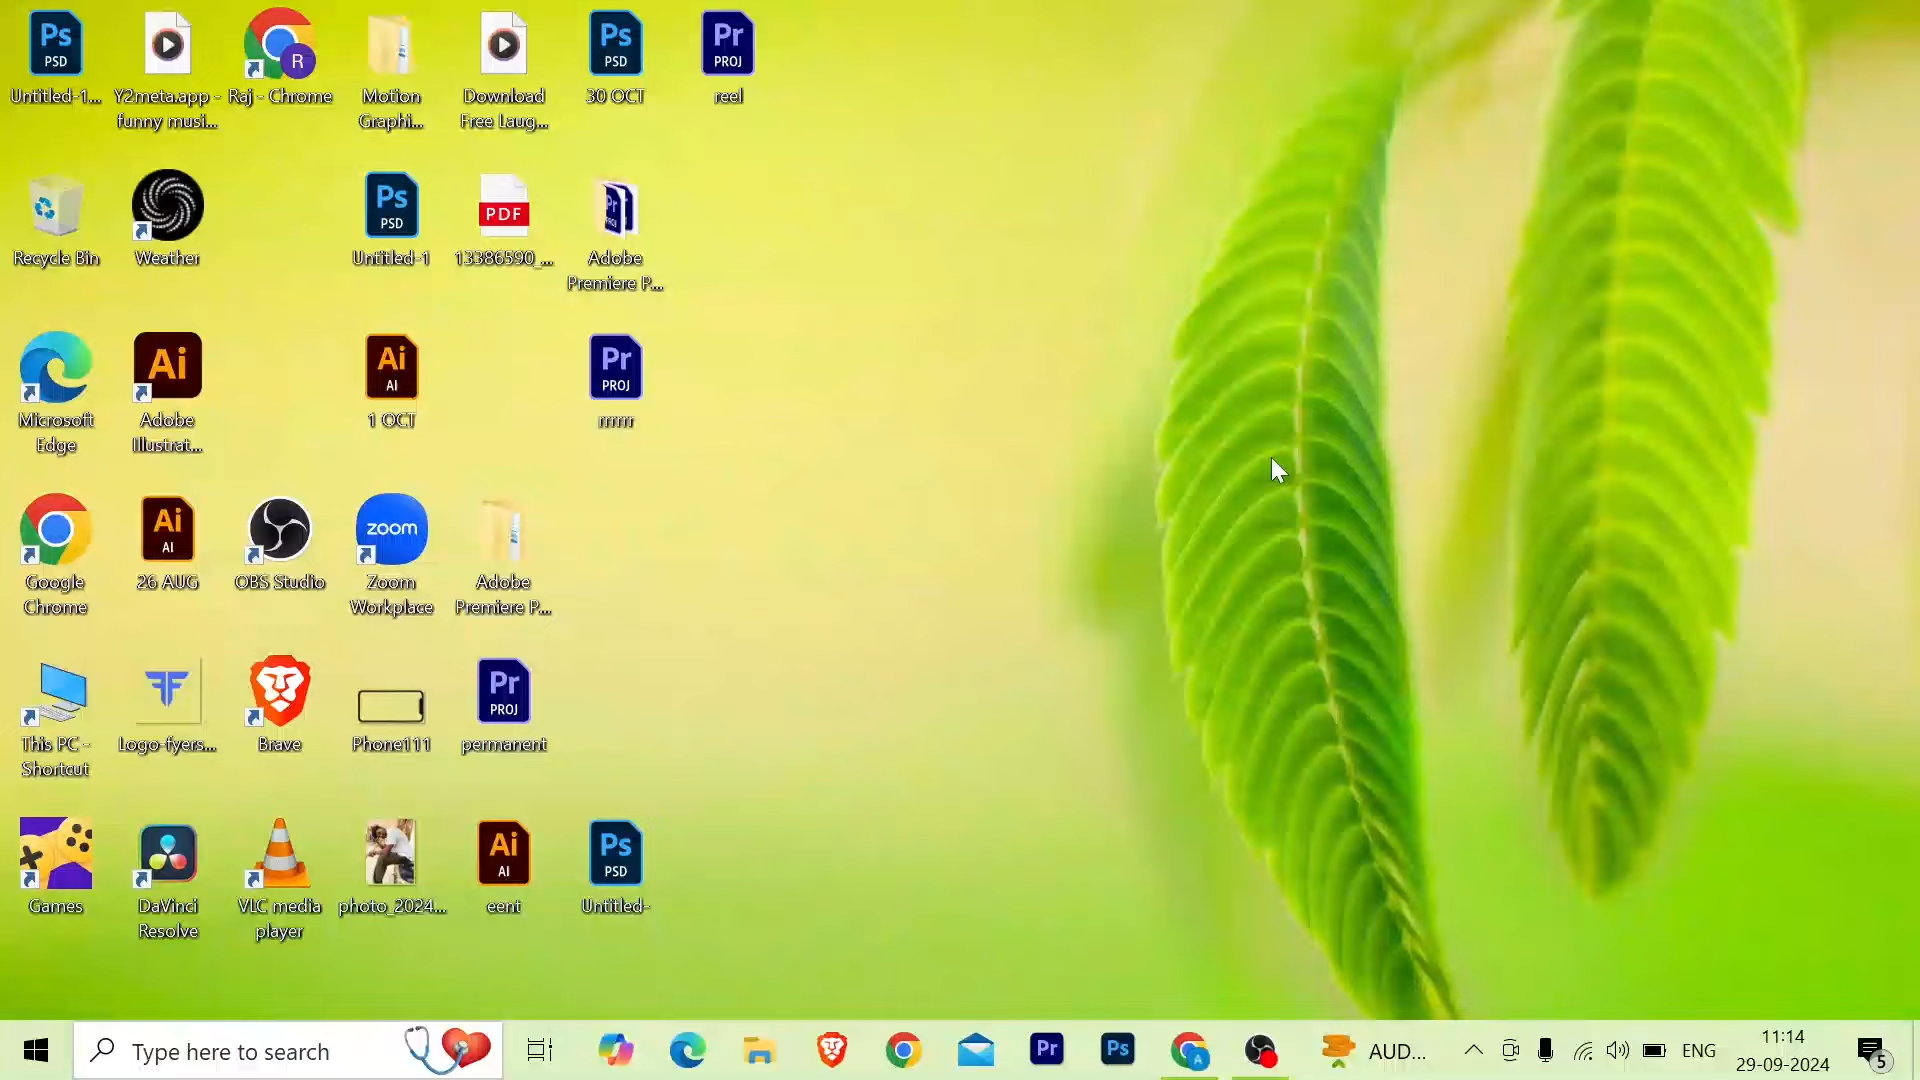 Ps
PSD
Untitled-1...
Y2meta.app -
funny musi...
R
Raj - Chrome
Motion
Graphi...
Download
Free Laug...
Ps
PSD
30 OCT
Pr
PROJ
reel
Recycle Bin
Weather
Ps
PSD
Untitled-1
PDF
13386590_...
Adobe
Premiere P...
Microsoft
Edge
Ai
Adobe
Illustrat...
Ai
AI
1 OCT
Pr
PROJ
rrrrrr
Google
Chrome
Ai
AI
26 AUG
OBS Studio
zoom
Zoom
Workplace
Adobe
Premiere P...
This PC -
Shortcut
Logo-fyers...
Brave
Phone111
Pr
PROJ
permanent
Games
DaVinci
Resolve
VLC media
player
photo_2024...
Ai
AI
eent
Ps
PSD
Untitled-
Type here to search
Pr
Ps
A
AUD...
ENG
11:14
29-09-2024
5